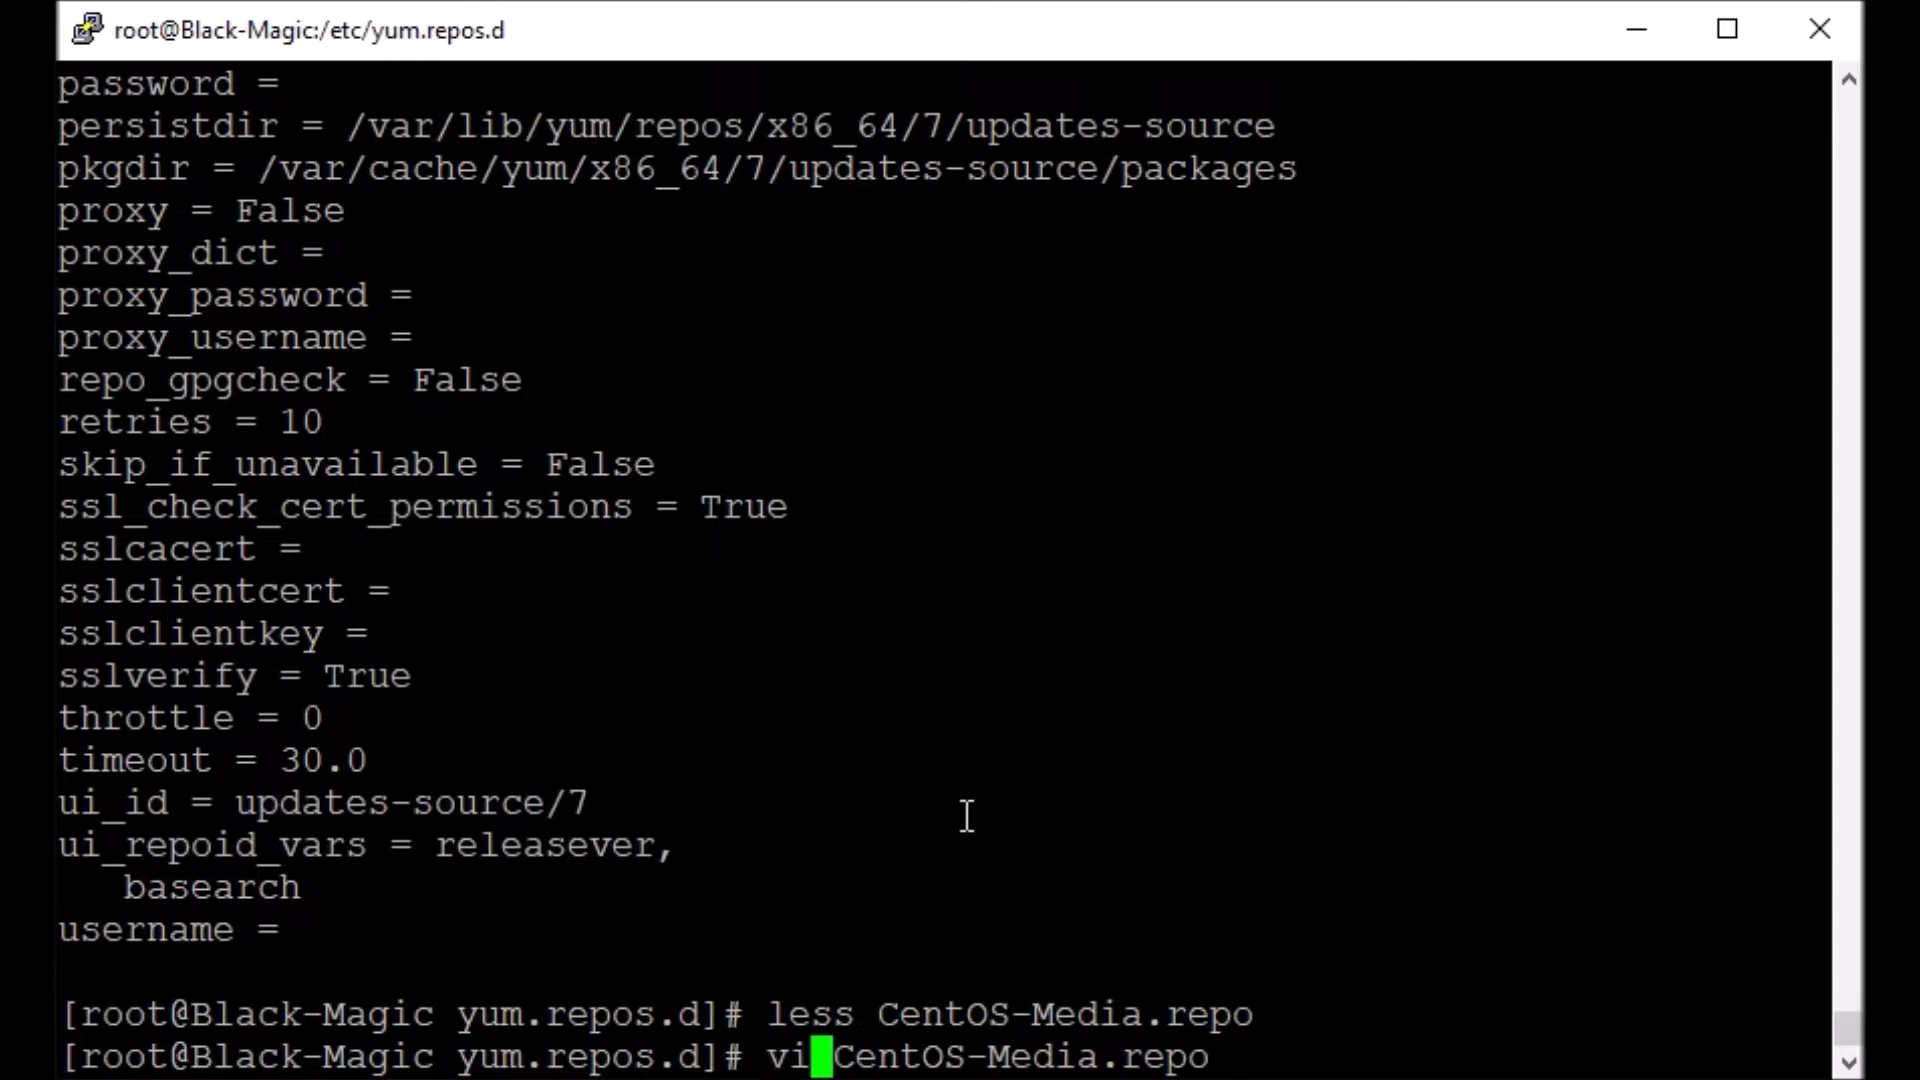 root@Black-Magic:/etc/yum.repos.d
password =
persistdir = /var/lib/yum/repos/x86_64/7/updates-source
pkgdir = /var/cache/yum/x86_64/7/updates-source/packages
proxy = False
proxy_dict =
proxy_password =
proxy_username =
repo_gpgcheck = False
retries = 10
skip_if_unavailable = False
ssl_check_cert_permissions = True
sslcacert =
sslclientcert =
sslclientkey =
sslverify = True
throttle = 0
timeout = 30.0
ui_id = updates-source/7
ui_repoid_vars = releasever,
   basearch
username =
[root@Black-Magic yum.repos.d]# less CentOS-Media.repo
[root@Black-Magic yum.repos.d]# vi CentOS-Media.repo